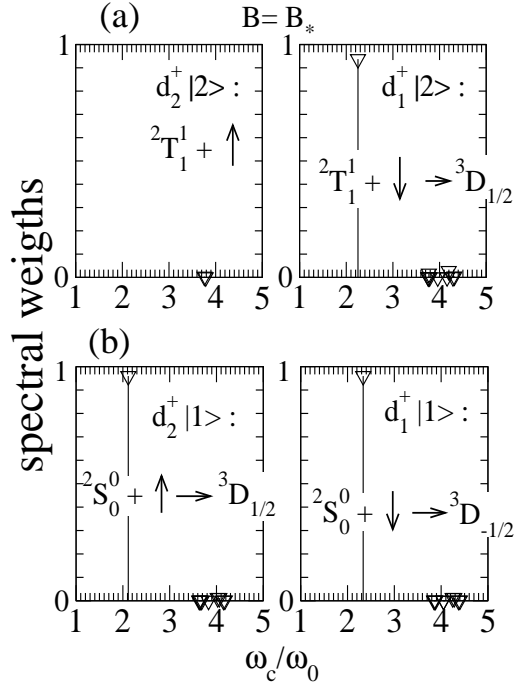 (a) B= B*
1 1
d₂⁺|2> : d₁⁺|2> :
²T₁¹ + ↑ ²T₁¹ + ↓ → ³D₁/₂
0 0
1 2 3 4 5 1 2 3 4 5
spectral weigths
(b)
1 1
d₂⁺|1> : d₁⁺|1> :
²S₀⁰ + ↑ → ³D₁/₂ ²S₀⁰ + ↓ → ³D₋₁/₂
0 0
1 2 3 4 5 1 2 3 4 5
ω_c/ω₀